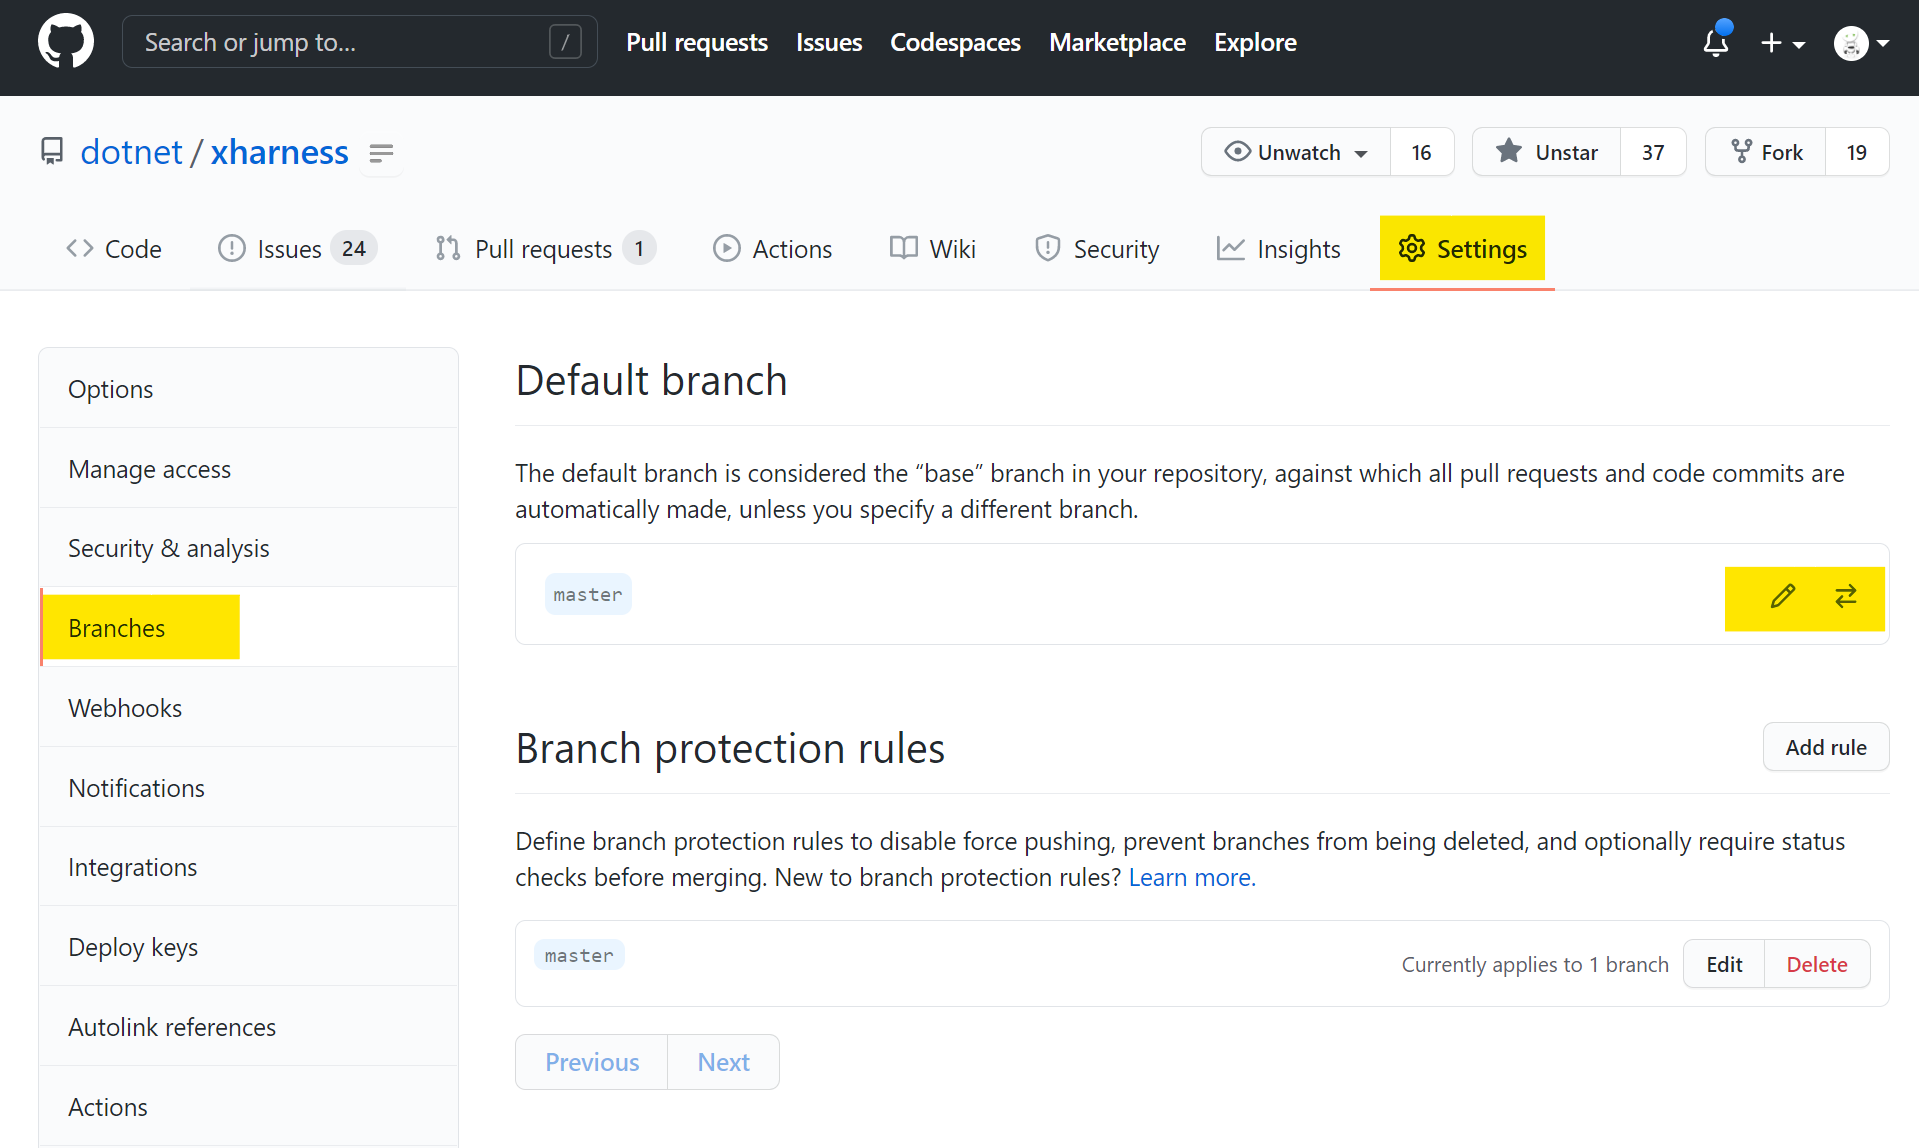 Search or jump to... / Pull requests Issues Codespaces Marketplace Explore
dotnet / xharness Unwatch 16 Unstar 37 Fork 19
Code Issues 24 Pull requests 1 Actions Wiki Security Insights Settings
Options
Manage access
Security & analysis
Branches
Webhooks
Notifications
Integrations
Deploy keys
Autolink references
Actions
Default branch
The default branch is considered the “base” branch in your repository, against which all pull requests and code commits are
automatically made, unless you specify a different branch.
master
Branch protection rules Add rule
Define branch protection rules to disable force pushing, prevent branches from being deleted, and optionally require status
checks before merging. New to branch protection rules? Learn more.
master Currently applies to 1 branch Edit Delete
Previous Next